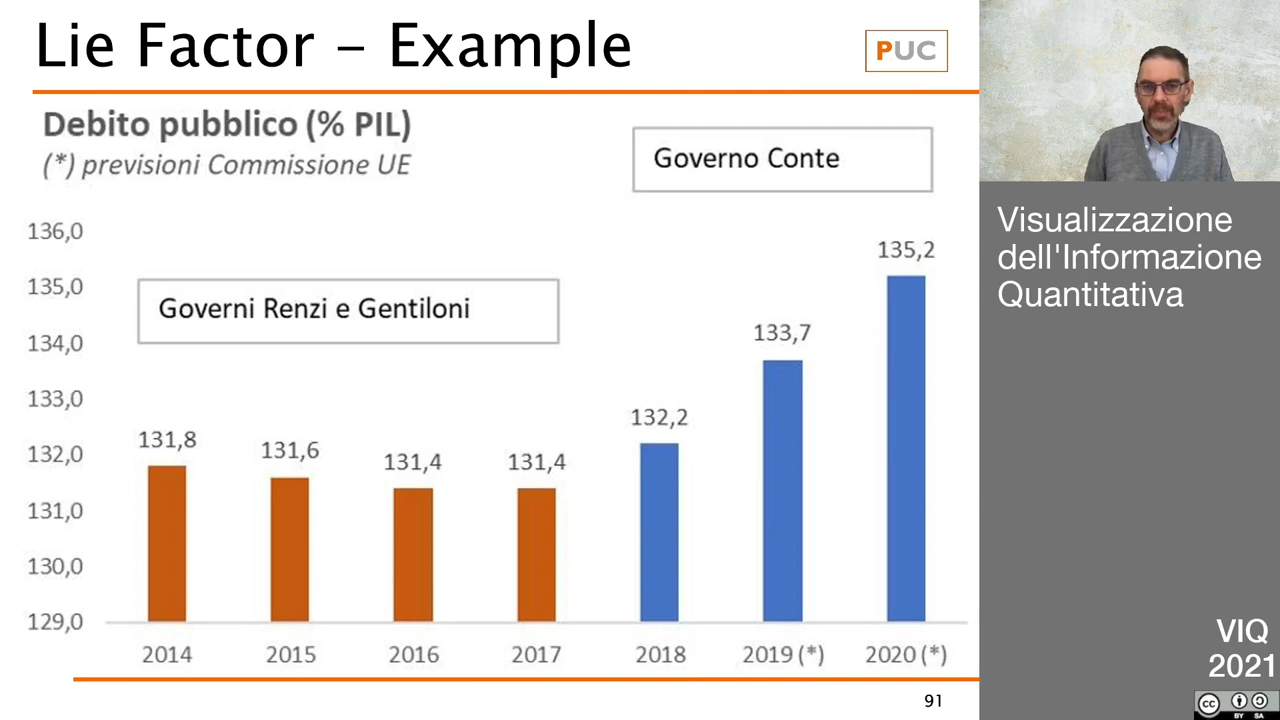 Lie Factor – Example
PUC
Debito pubblico (% PIL)
(*) previsioni Commissione UE
Governo Conte
Governi Renzi e Gentiloni
136,0
135,0
134,0
133,0
132,0
131,0
130,0
129,0
131,8
131,6
131,4
131,4
132,2
133,7
135,2
2014
2015
2016
2017
2018
2019 (*)
2020 (*)
91
Visualizzazione
dell'Informazione
Quantitativa
VIQ
2021
cc
BY SA